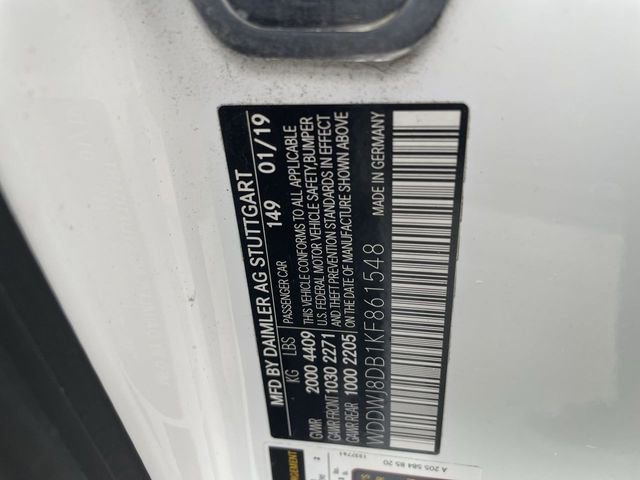 MFD BY DAIMLER AG STUTTGART
149 01/19
KG LBS PASSENGER CAR
GVWR 2000 4409
GAWR FRONT 1030 2271
GAWR REAR 1000 2205
THIS VEHICLE CONFORMS TO ALL APPLICABLE
U.S. FEDERAL MOTOR VEHICLE SAFETY, BUMPER
AND THEFT PREVENTION STANDARDS IN EFFECT
ON THE DATE OF MANUFACTURE SHOWN ABOVE
WDDWJ8DB1KF861548 MADE IN GERMANY
A 205 584 85 20